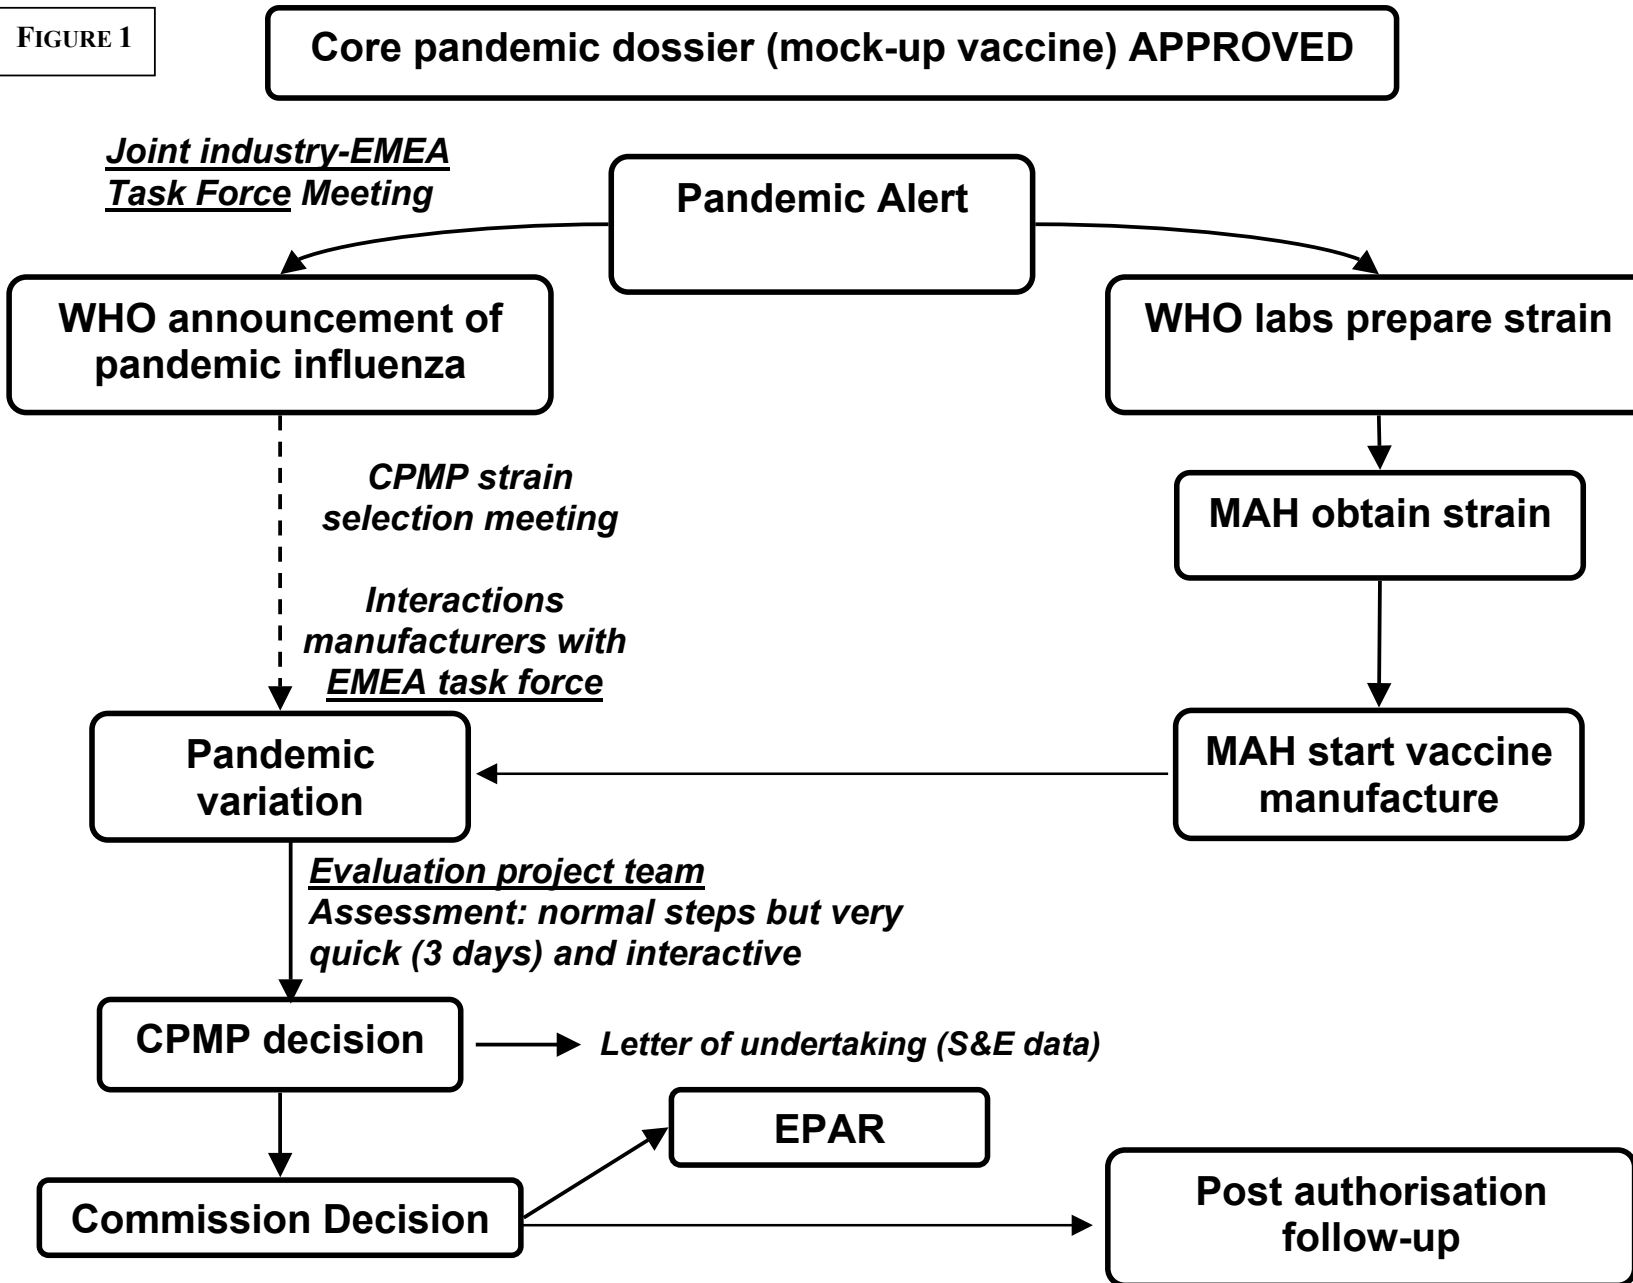 FIGURE 1
Core pandemic dossier (mock-up vaccine) APPROVED
Joint industry-EMEA
Task Force Meeting
Pandemic Alert
WHO announcement of
pandemic influenza
WHO labs prepare strain
CPMP strain
selection meeting
MAH obtain strain
Interactions
manufacturers with
EMEA task force
Pandemic
variation
MAH start vaccine
manufacture
Evaluation project team
Assessment: normal steps but very
quick (3 days) and interactive
CPMP decision
Letter of undertaking (S&E data)
EPAR
Commission Decision
Post authorisation
follow-up